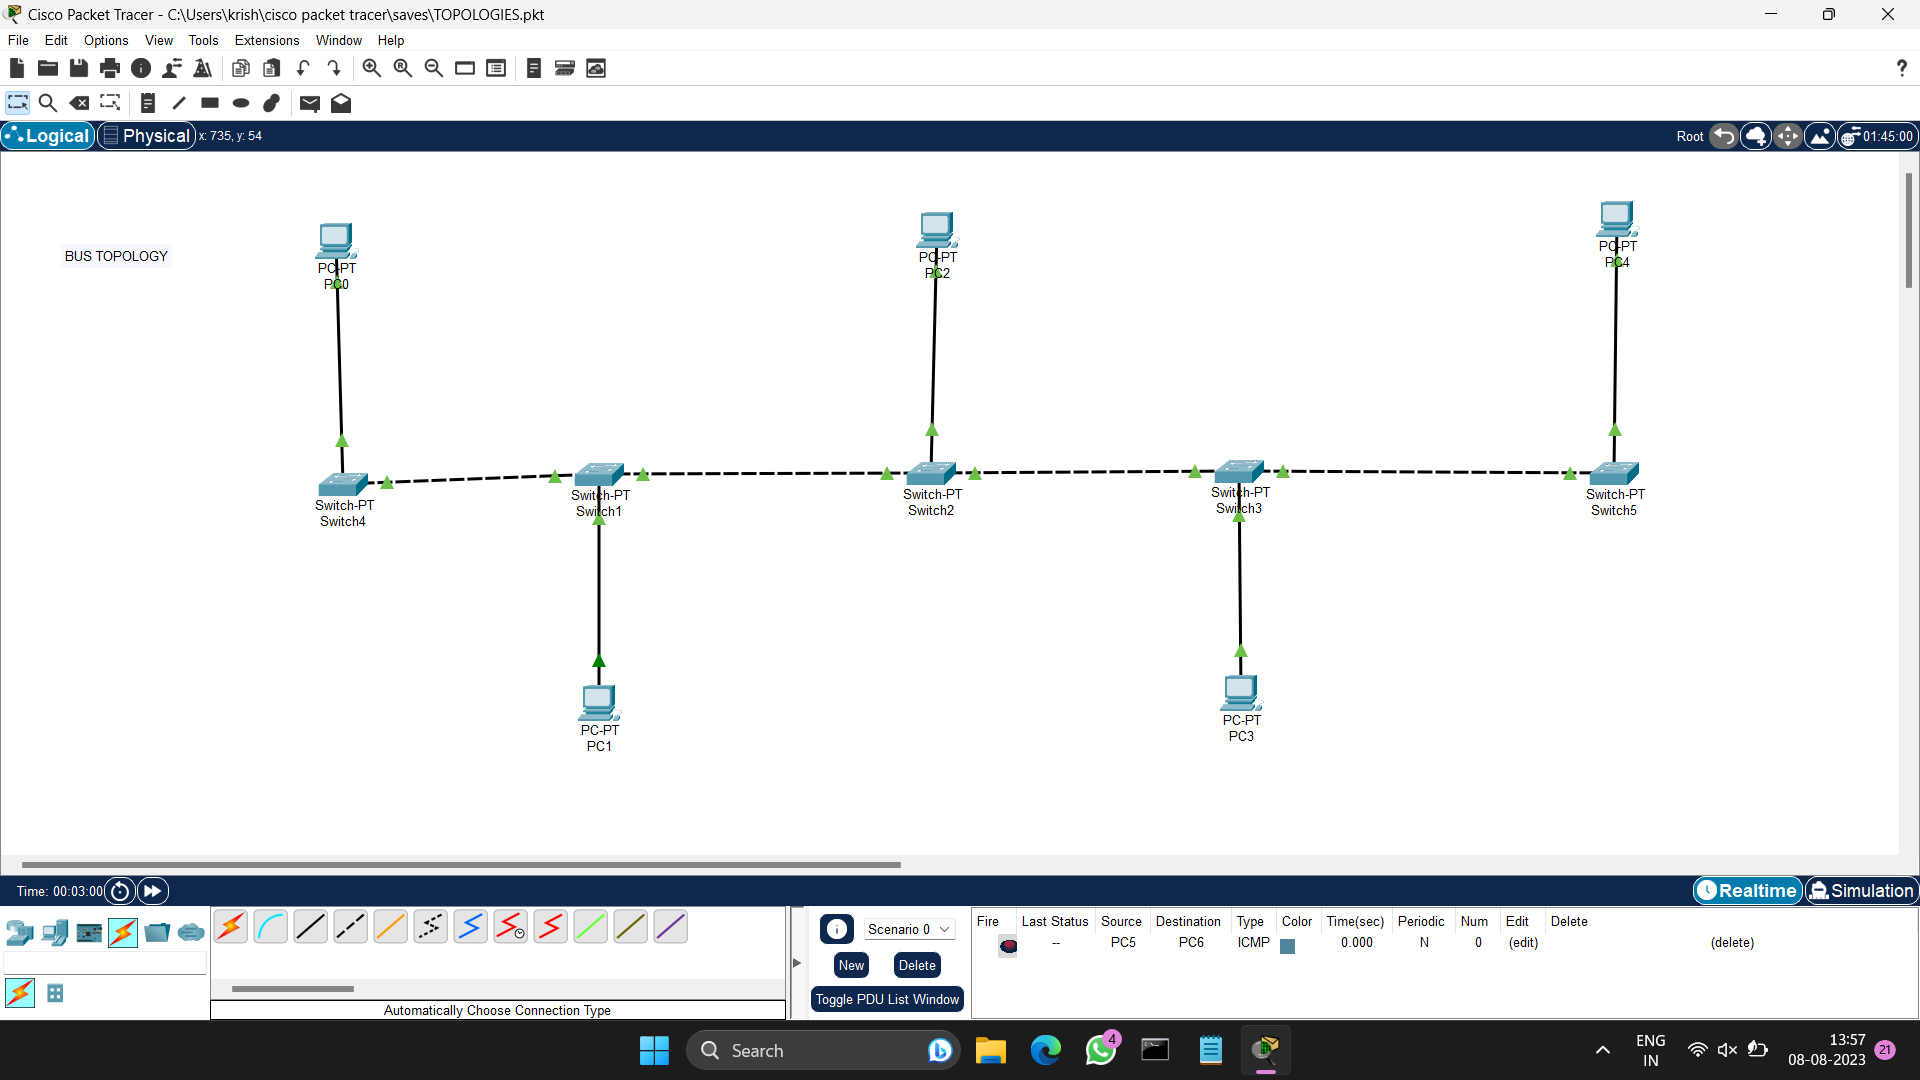 Cisco Packet Tracer - C:\Users\krish\cisco packet tracer\saves\TOPOLOGIES.pkt
File Edit Options View Tools Extensions Window Help
?
Logical Physical x: 735, y: 54 Root 01:45:00
BUS TOPOLOGY
PC-PT
PC0
PC-PT
PC2
PC-PT
PC4
Switch-PT
Switch4
Switch-PT
Switch1
Switch-PT
Switch2
Switch-PT
Switch3
Switch-PT
Switch5
PC-PT
PC1
PC-PT
PC3
Time: 00:03:00 Realtime Simulation
Scenario 0
New Delete
Toggle PDU List Window
Automatically Choose Connection Type
Fire Last Status Source Destination Type Color Time(sec) Periodic Num Edit Delete
-- PC5 PC6 ICMP 0.000 N 0 (edit) (delete)
Search
4
ENG
IN
13:57
08-08-2023
21